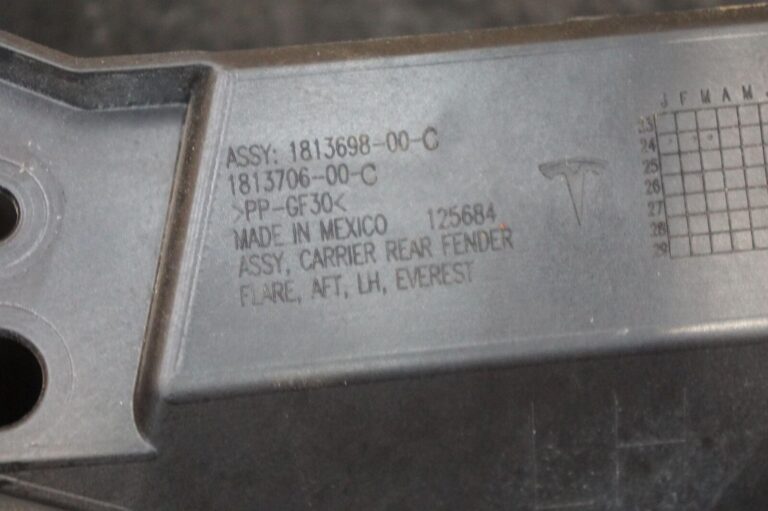 ASSY: 1813698-00-C
1813706-00-C
>PP-GF30<
MADE IN MEXICO 125684
ASSY, CARRIER REAR FENDER
FLARE, AFT, LH, EVEREST
J F M A M J
23
24
25
26
27
28
29